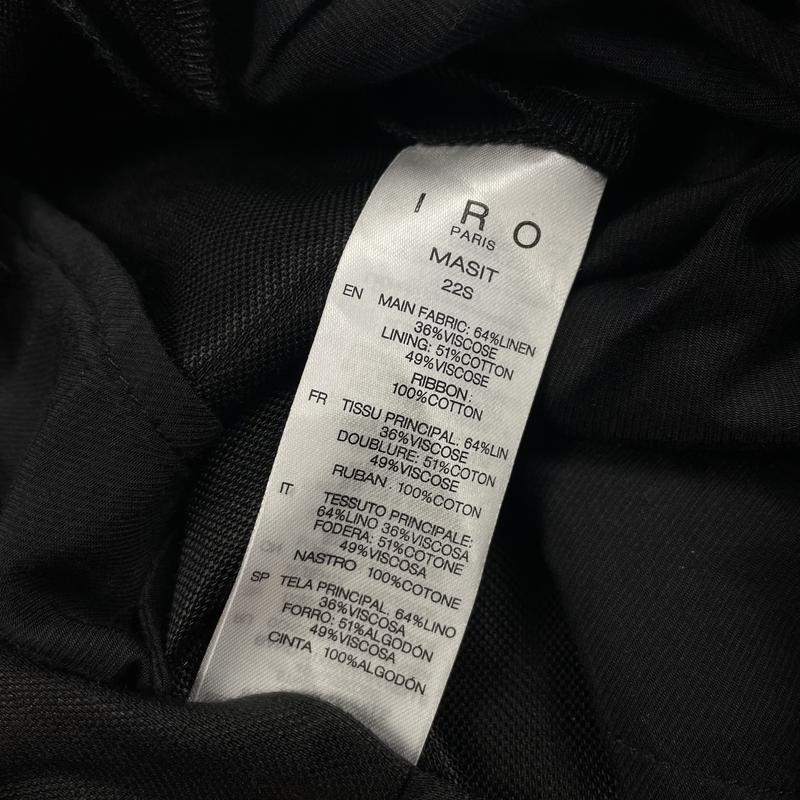 I R O
PARIS
MASIT
22S
EN MAIN FABRIC: 64%LINEN
36%VISCOSE
LINING: 51%COTTON
49%VISCOSE
RIBBON:
100%COTTON
FR TISSU PRINCIPAL: 64%LIN
36%VISCOSE
DOUBLURE: 51%COTON
49%VISCOSE
RUBAN: 100%COTON
IT TESSUTO PRINCIPALE:
64%LINO 36%VISCOSA
FODERA: 51%COTONE
49%VISCOSA
NASTRO 100%COTONE
SP TELA PRINCIPAL: 64%LINO
36%VISCOSA
FORRO: 51%ALGODÓN
49%VISCOSA
CINTA 100%ALGODÓN